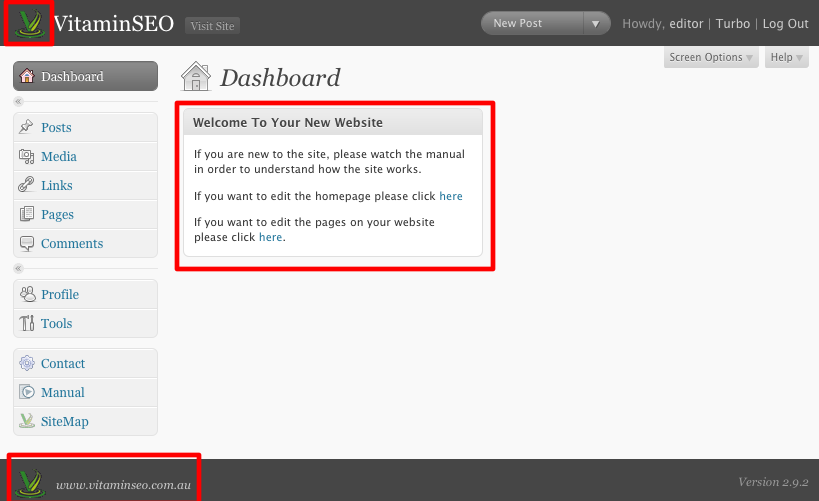 VitaminSEO Visit Site New Post Howdy, editor | Turbo | Log Out
Screen Options Help
Dashboard
Dashboard
Posts
Media
Links
Pages
Comments
Profile
Tools
Contact
Manual
SiteMap
Welcome To Your New Website
If you are new to the site, please watch the manual
in order to understand how the site works.
If you want to edit the homepage please click here
If you want to edit the pages on your website
please click here.
www.vitaminseo.com.au Version 2.9.2